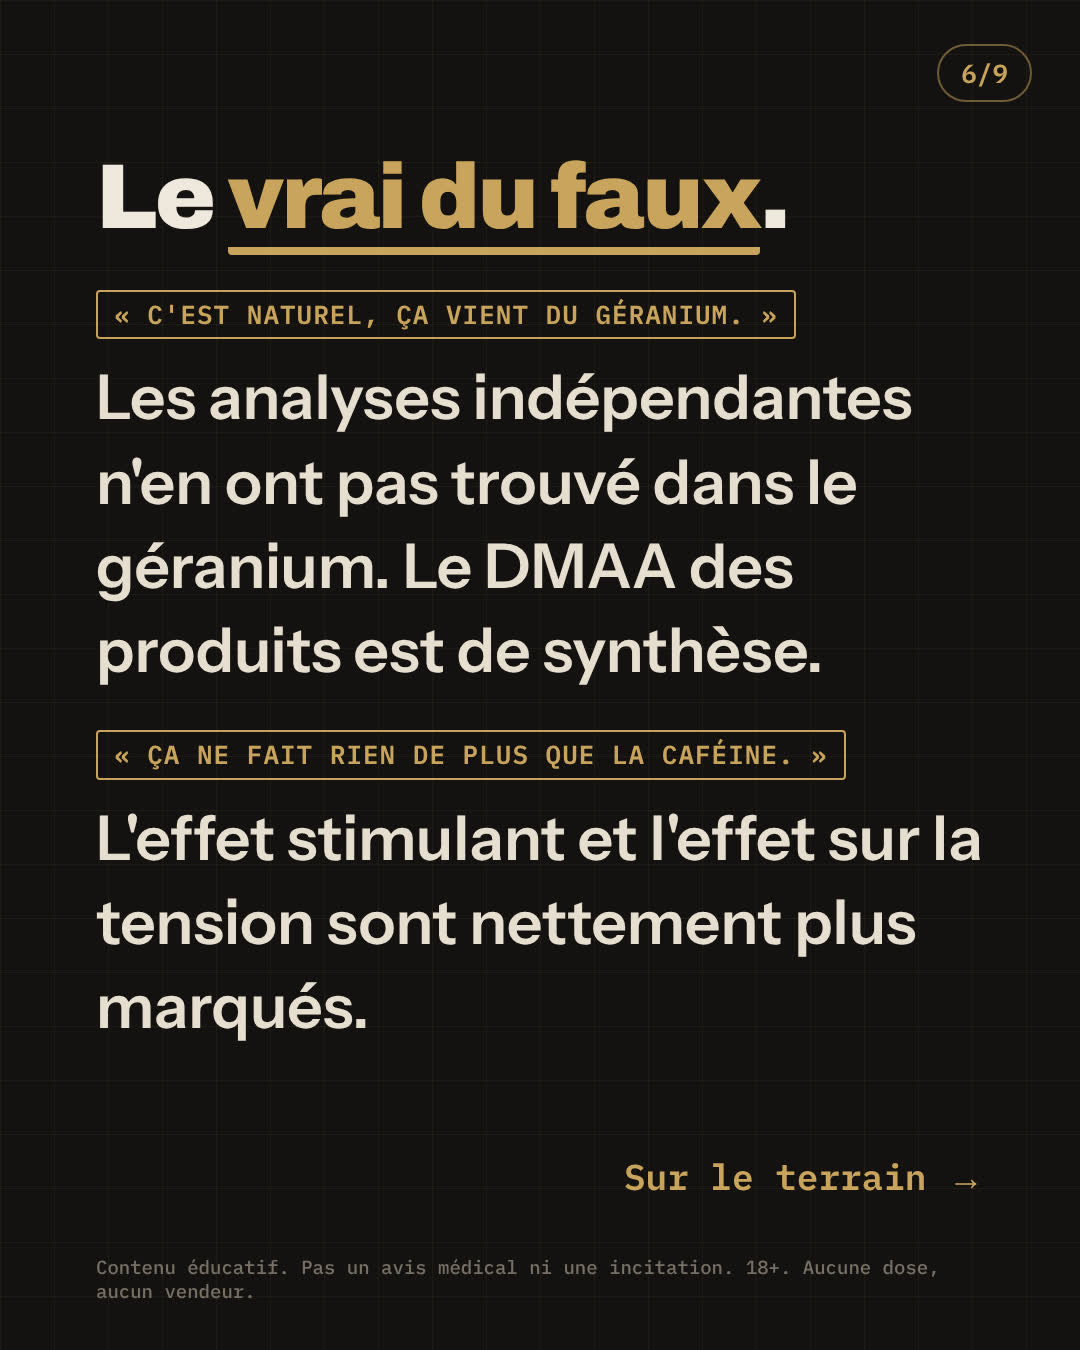 6/9
Le vrai du faux.
« C'EST NATUREL, ÇA VIENT DU GÉRANIUM. »
Les analyses indépendantes
n'en ont pas trouvé dans le
géranium. Le DMAA des
produits est de synthèse.
« ÇA NE FAIT RIEN DE PLUS QUE LA CAFÉINE. »
L'effet stimulant et l'effet sur la
tension sont nettement plus
marqués.
Sur le terrain →
Contenu éducatif. Pas un avis médical ni une incitation. 18+. Aucune dose,
aucun vendeur.